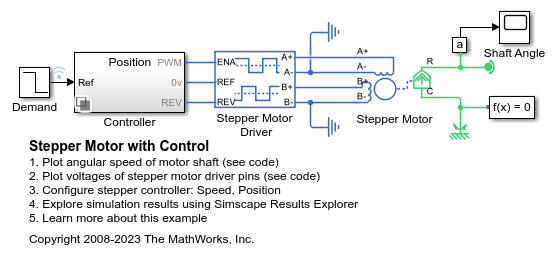 Demand
Ref
Position
PWM
0v
REV
Controller
ENA
REF
REV
A+
A-
B+
B-
Stepper Motor
Driver
A+
A-
B+
B-
Stepper Motor
R
C
a
Shaft Angle
f(x) = 0
Stepper Motor with Control
1. Plot angular speed of motor shaft (see code)
2. Plot voltages of stepper motor driver pins (see code)
3. Configure stepper controller: Speed, Position
4. Explore simulation results using Simscape Results Explorer
5. Learn more about this example
Copyright 2008-2023 The MathWorks, Inc.